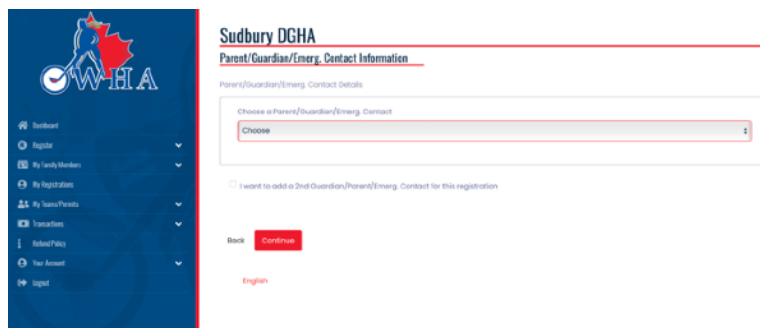 OWHA
Dashboard
Register
My Family Members
My Registrations
My Teams/Permits
Transactions
Refund Policy
Your Account
Logout
Sudbury DGHA
Parent/Guardian/Emerg. Contact Information
Parent/Guardian/Emerg. Contact Details
Choose a Parent/Guardian/Emerg. Contact
Choose
I want to add a 2nd Guardian/Parent/Emerg. Contact for this registration
Back Continue
English